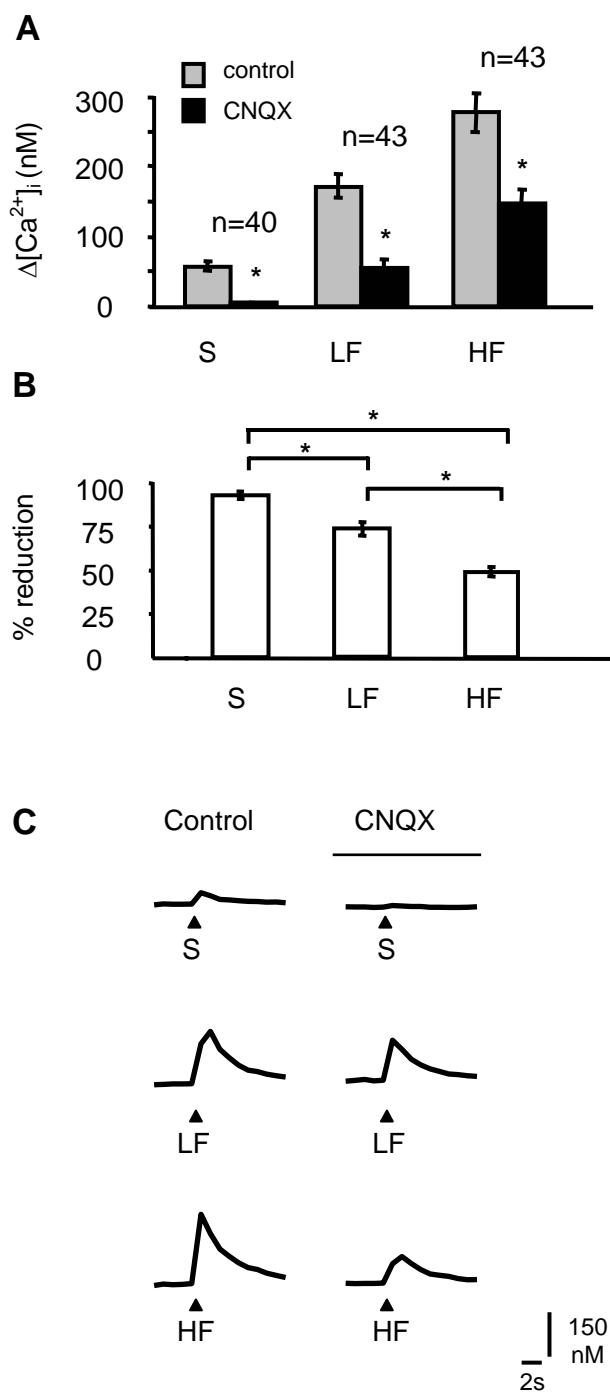 A
control
CNQX
n=43
n=43
n=40
*
*
*
Δ[Ca²⁺]ᵢ (nM)
300
200
100
0
S LF HF
B
*
* *
% reduction
100
75
50
25
0
S LF HF
C
Control CNQX
S S
LF LF
HF HF
150
nM
2s